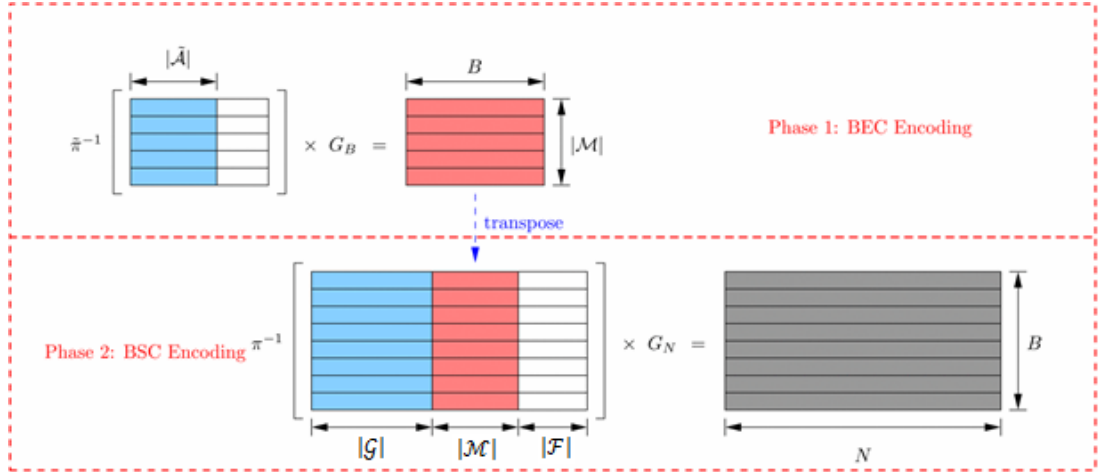 |𝒜̃|
B
π̃⁻¹ [ ] × G_B =
|ℳ|
Phase 1: BEC Encoding
transpose
Phase 2: BSC Encoding
π⁻¹ [ ] × G_N =
B
|𝒢| |ℳ| |ℱ|
N